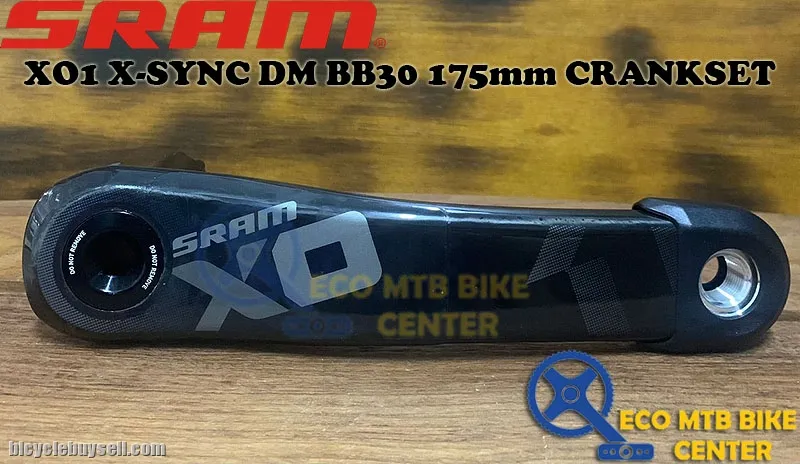 SRAM®
XO1 X-SYNC DM BB30 175mm CRANKSET
DO NOT REMOVE
DO NOT REMOVE
SRAM
XO
1
ECO MTB BIKE
CENTER
ECO MTB BIKE
CENTER
bicyclebuysell.com